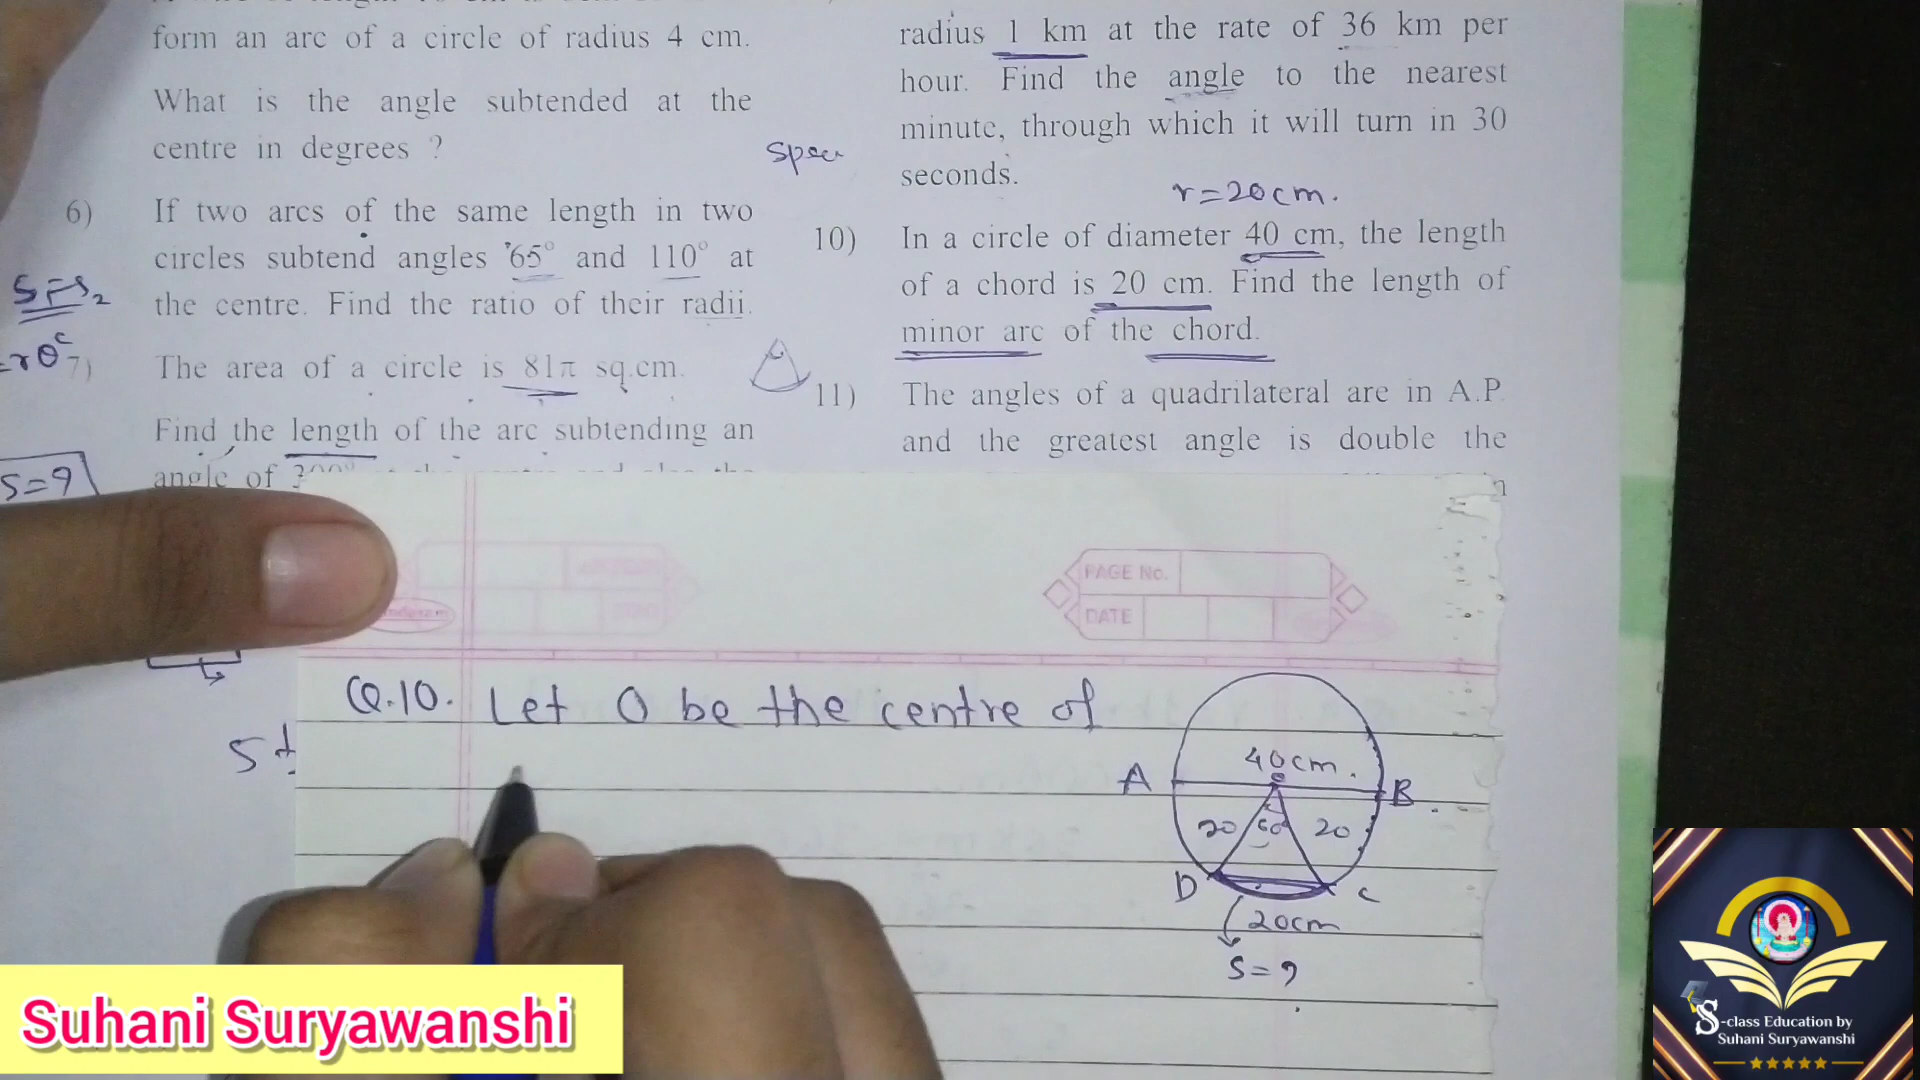 form an arc of a circle of radius 4 cm.
What is the angle subtended at the
centre in degrees ?
6) If two arcs of the same length in two
circles subtend angles 65° and 110° at
the centre. Find the ratio of their radii.
7) The area of a circle is 81π sq.cm.
Find the length of the arc subtending an
angle of 300°
S=S₂
=rθᶜ
S=?
radius 1 km at the rate of 36 km per
hour. Find the angle to the nearest
minute, through which it will turn in 30
seconds.
r=20cm.
10) In a circle of diameter 40 cm, the length
of a chord is 20 cm. Find the length of
minor arc of the chord.
11) The angles of a quadrilateral are in A.P.
and the greatest angle is double the
PAGE No.
DATE
Q.10. Let O be the centre of
40cm.
A B
20 60 20
D C
20cm
S=?
Suhani Suryawanshi
S-class Education by
Suhani Suryawanshi